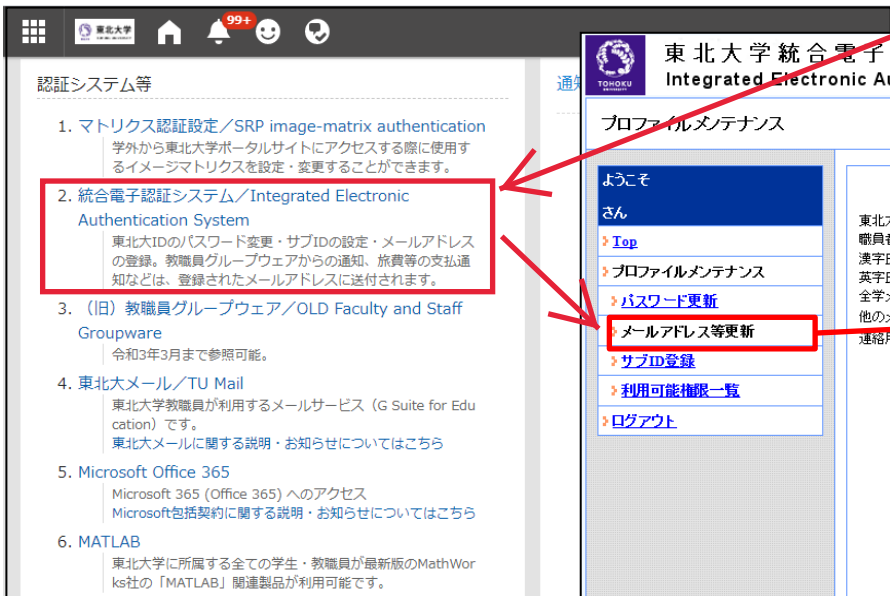 東北大学
99+
認証システム等
1. マトリクス認証設定／SRP image-matrix authentication
学外から東北大学ポータルサイトにアクセスする際に使用す
るイメージマトリクスを設定・変更することができます。
2. 統合電子認証システム／Integrated Electronic
Authentication System
東北大IDのパスワード変更・サブIDの設定・メールアドレス
の登録。教職員グループウェアからの通知、旅費等の支払通
知などは、登録されたメールアドレスに送付されます。
3. （旧）教職員グループウェア／OLD Faculty and Staff
Groupware
令和3年3月まで参照可能。
4. 東北大メール／TU Mail
東北大学教職員が利用するメールサービス（G Suite for Edu
cation）です。
東北大メールに関する説明・お知らせについてはこちら
5. Microsoft Office 365
Microsoft 365 (Office 365) へのアクセス
Microsoft包括契約に関する説明・お知らせについてはこちら
6. MATLAB
東北大学に所属する全ての学生・教職員が最新版のMathWor
ks社の「MATLAB」関連製品が利用可能です。
通
TOHOKU
東北大学統合電子
Integrated Electronic Au
プロファイルメンテナンス
ようこそ
さん
Top
プロファイルメンテナンス
パスワード更新
メールアドレス等更新
サブID登録
利用可能権限一覧
ログアウト
東北
職員
漢字
英字
全学
他の
連絡